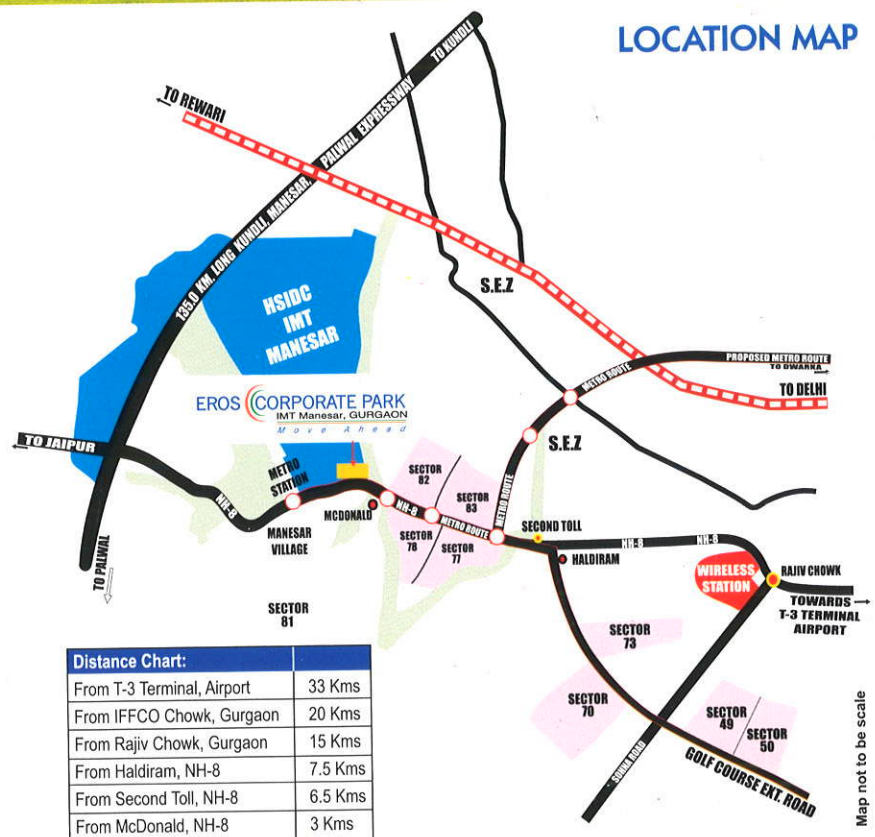 LOCATION MAP
TO KUNDLI
TO REWARI
135.0 KM. LONG KUNDLI, MANESAR, PALWAL EXPRESSWAY
HSIDC
IMT
MANESAR
S.E.Z
EROS CORPORATE PARK
IMT Manesar, GURGAON
Move Ahead
METRO ROUTE
PROPOSED METRO ROUTE
TO DWARKA
TO DELHI
S.E.Z
TO JAIPUR
METRO
STATION
NH-8
MANESAR
VILLAGE
MCDONALD
SECTOR
82
SECTOR
83
METRO ROUTE
METRO ROUTE
SECTOR
78
SECTOR
77
SECOND TOLL
HALDIRAM
NH-8
NH-8
WIRELESS
STATION
RAJIV CHOWK
TOWARDS
T-3 TERMINAL
AIRPORT
TO PALWAL
SECTOR
81
SECTOR
73
SECTOR
70
SECTOR
49
SECTOR
50
SOHNA ROAD
GOLF COURSE EXT. ROAD
Distance Chart:
From T-3 Terminal, Airport 33 Kms
From IFFCO Chowk, Gurgaon 20 Kms
From Rajiv Chowk, Gurgaon 15 Kms
From Haldiram, NH-8 7.5 Kms
From Second Toll, NH-8 6.5 Kms
From McDonald, NH-8 3 Kms
Map not to be scale